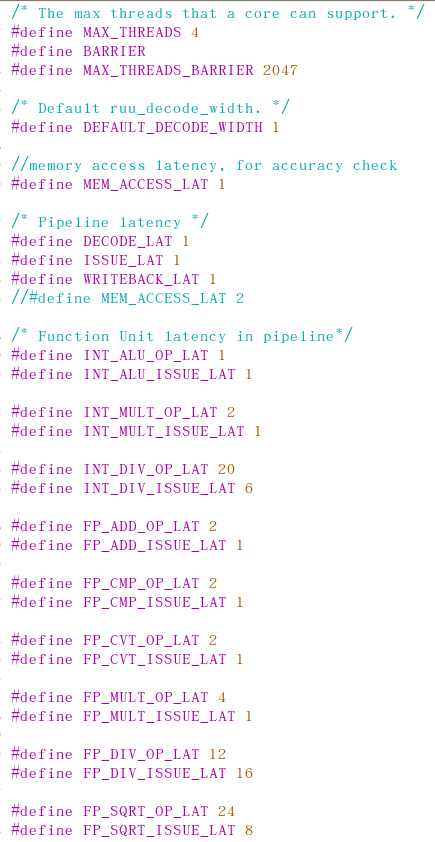 /* The max threads that a core can support. */
#define MAX_THREADS 4
#define BARRIER
#define MAX_THREADS_BARRIER 2047
/* Default ruu_decode_width. */
#define DEFAULT_DECODE_WIDTH 1
//memory access latency, for accuracy check
#define MEM_ACCESS_LAT 1
/* Pipeline latency */
#define DECODE_LAT 1
#define ISSUE_LAT 1
#define WRITEBACK_LAT 1
//#define MEM_ACCESS_LAT 2
/* Function Unit latency in pipeline*/
#define INT_ALU_OP_LAT 1
#define INT_ALU_ISSUE_LAT 1
#define INT_MULT_OP_LAT 2
#define INT_MULT_ISSUE_LAT 1
#define INT_DIV_OP_LAT 20
#define INT_DIV_ISSUE_LAT 6
#define FP_ADD_OP_LAT 2
#define FP_ADD_ISSUE_LAT 1
#define FP_CMP_OP_LAT 2
#define FP_CMP_ISSUE_LAT 1
#define FP_CVT_OP_LAT 2
#define FP_CVT_ISSUE_LAT 1
#define FP_MULT_OP_LAT 4
#define FP_MULT_ISSUE_LAT 1
#define FP_DIV_OP_LAT 12
#define FP_DIV_ISSUE_LAT 16
#define FP_SQRT_OP_LAT 24
#define FP_SQRT_ISSUE_LAT 8